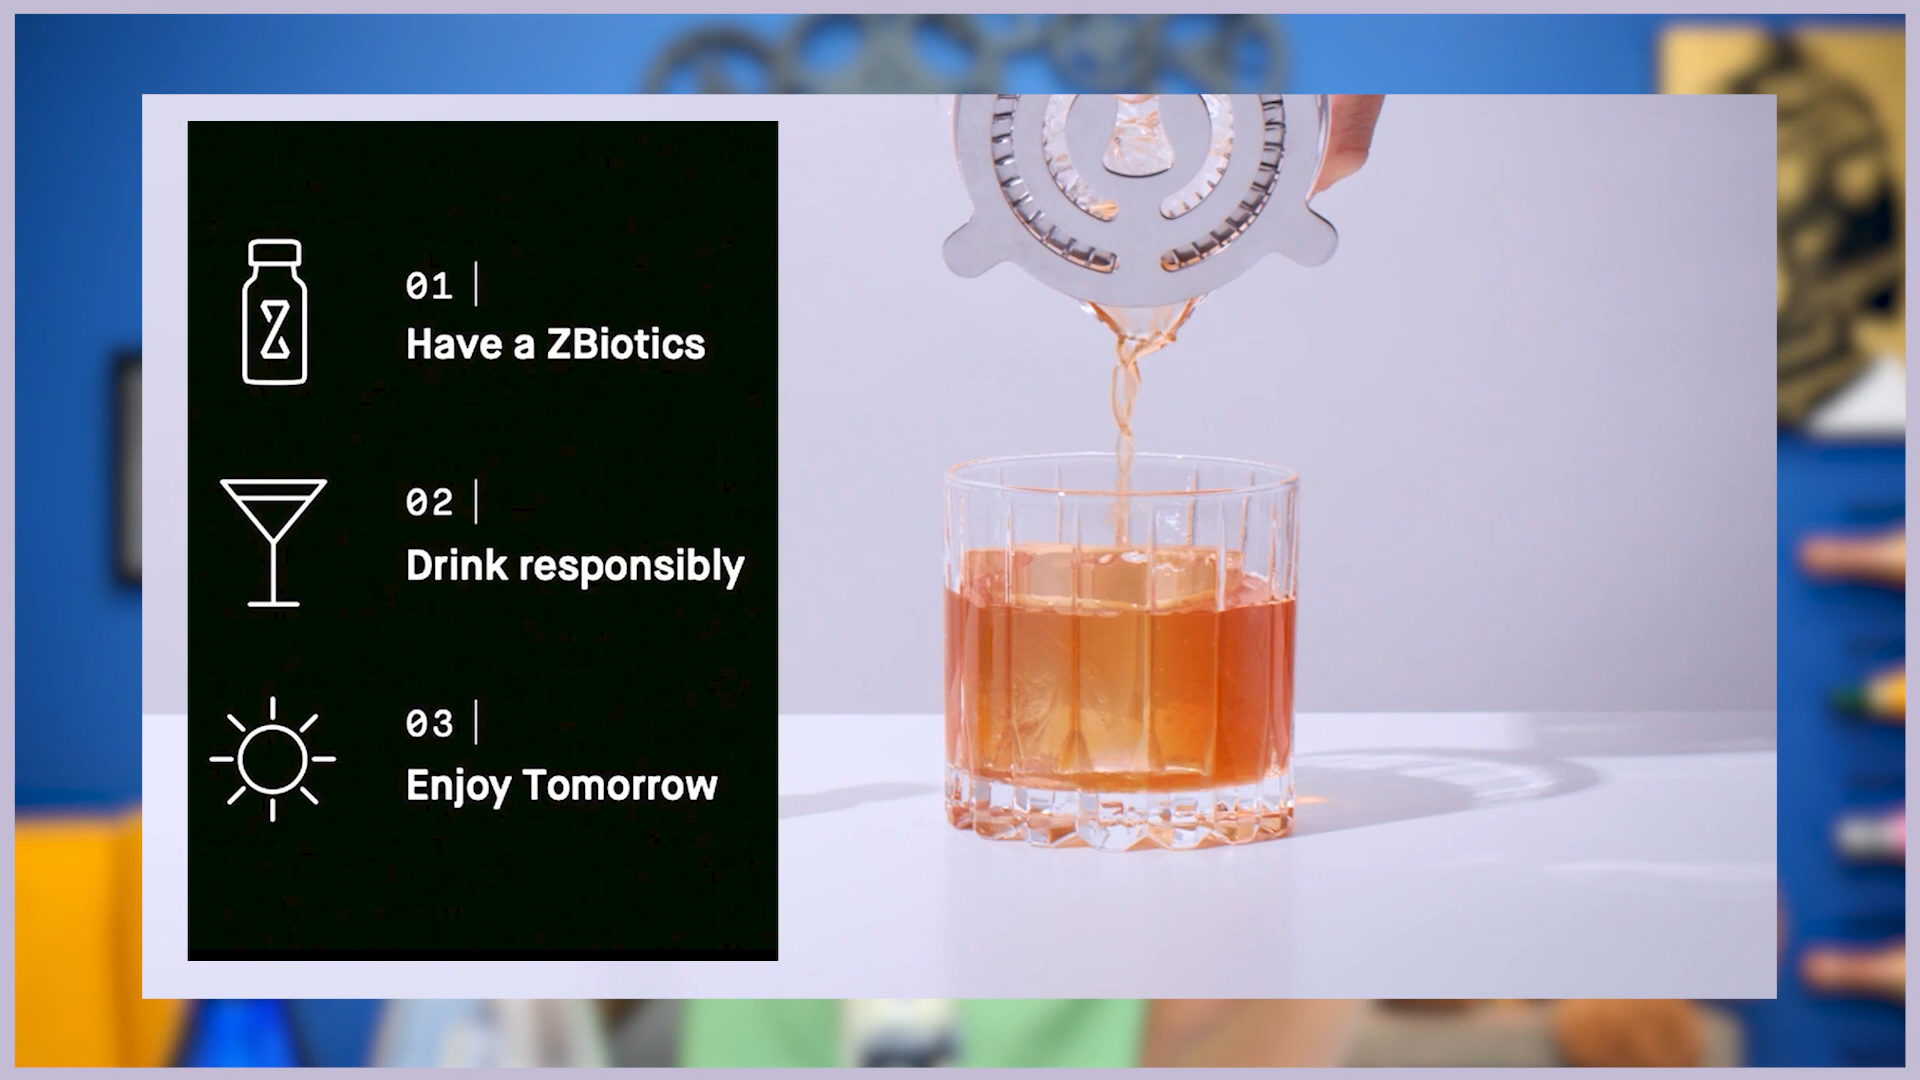 01 |
Have a ZBiotics
02 |
Drink responsibly
03 |
Enjoy Tomorrow